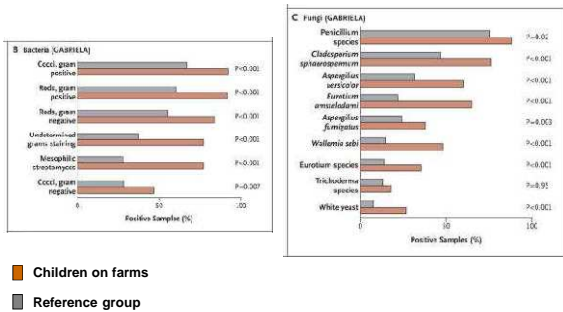 B Bacteria (GABRIELA)
Cocci, gram
positive
P<0.001
Rods, gram
positive
P<0.001
Rods, gram
negative
P<0.001
Undetermined
grams staining
P<0.001
Mesophilic
streptomyces
P<0.001
Cocci, gram
negative
P=0.007
0
50
100
Positive Samples (%)
C Fungi (GABRIELA)
Penicillium
species
P=0.02
Cladosporium
sphaerospermum
P<0.001
Aspergillus
versicolor
P<0.001
Eurotium
amstelodami
P<0.001
Aspergillus
fumigatus
P=0.003
Wallemia sebi
P<0.001
Eurotium species
P<0.001
Trichoderma
species
White yeast
P<0.001
0
50
100
Positive Samples (%)
Children on farms
Reference group